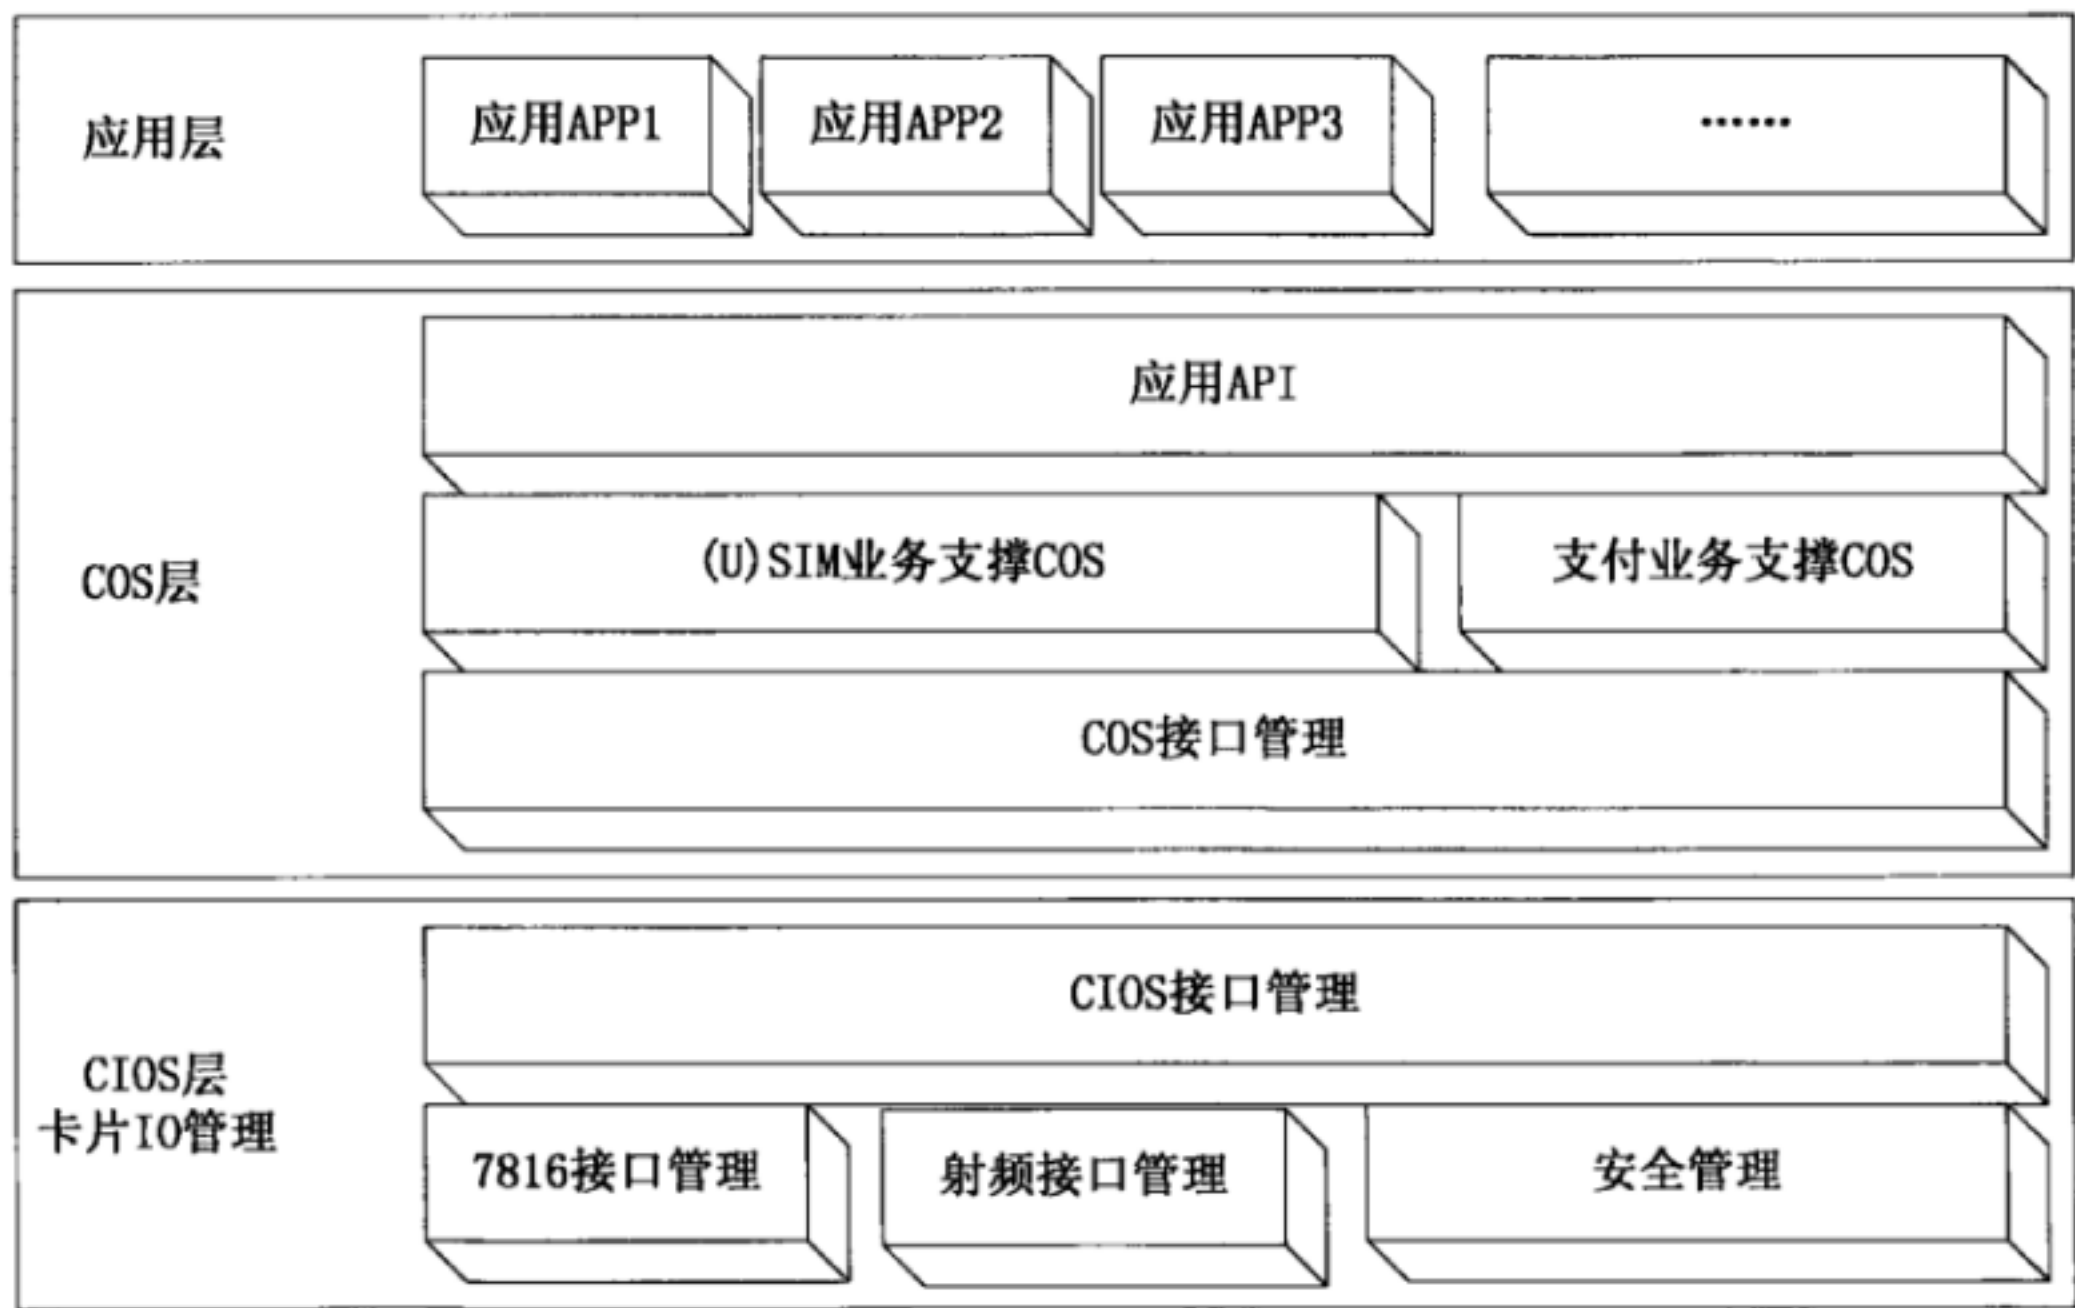 应用层
应用APP1
应用APP2
应用APP3
......
COS层
应用API
(U)SIM业务支撑COS
支付业务支撑COS
COS接口管理
CIOS层
卡片IO管理
CIOS接口管理
7816接口管理
射频接口管理
安全管理